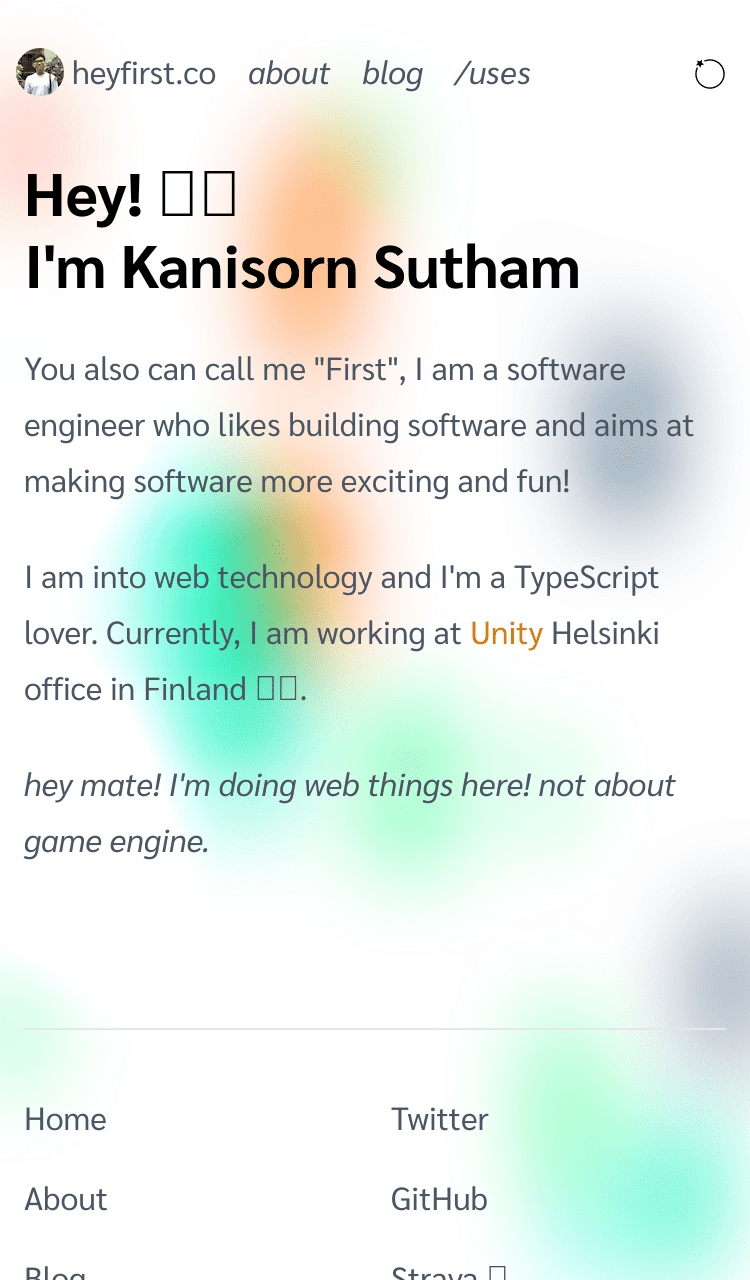 heyfirst.co about blog /uses
Hey!
I'm Kanisorn Sutham
You also can call me "First", I am a software
engineer who likes building software and aims at
making software more exciting and fun!
I am into web technology and I'm a TypeScript
lover. Currently, I am working at Unity Helsinki
office in Finland .
hey mate! I'm doing web things here! not about
game engine.
Home Twitter
About GitHub
Blog Strava